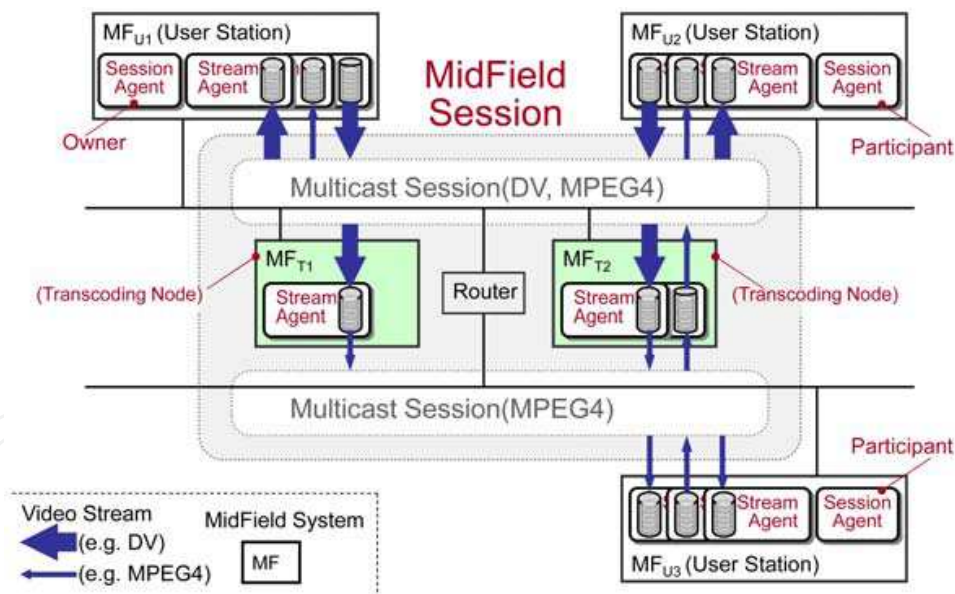 MFU1 (User Station)
Session
Agent
Stream
Agent
Owner
MidField
Session
MFU2 (User Station)
Stream
Agent
Session
Agent
Participant
Multicast Session(DV, MPEG4)
MFT1
(Transcoding Node)
Stream
Agent
Router
MFT2
(Transcoding Node)
Stream
Agent
Multicast Session(MPEG4)
Participant
Stream
Agent
Session
Agent
MFU3 (User Station)
Video Stream
(e.g. DV)
(e.g. MPEG4)
MidField System
MF